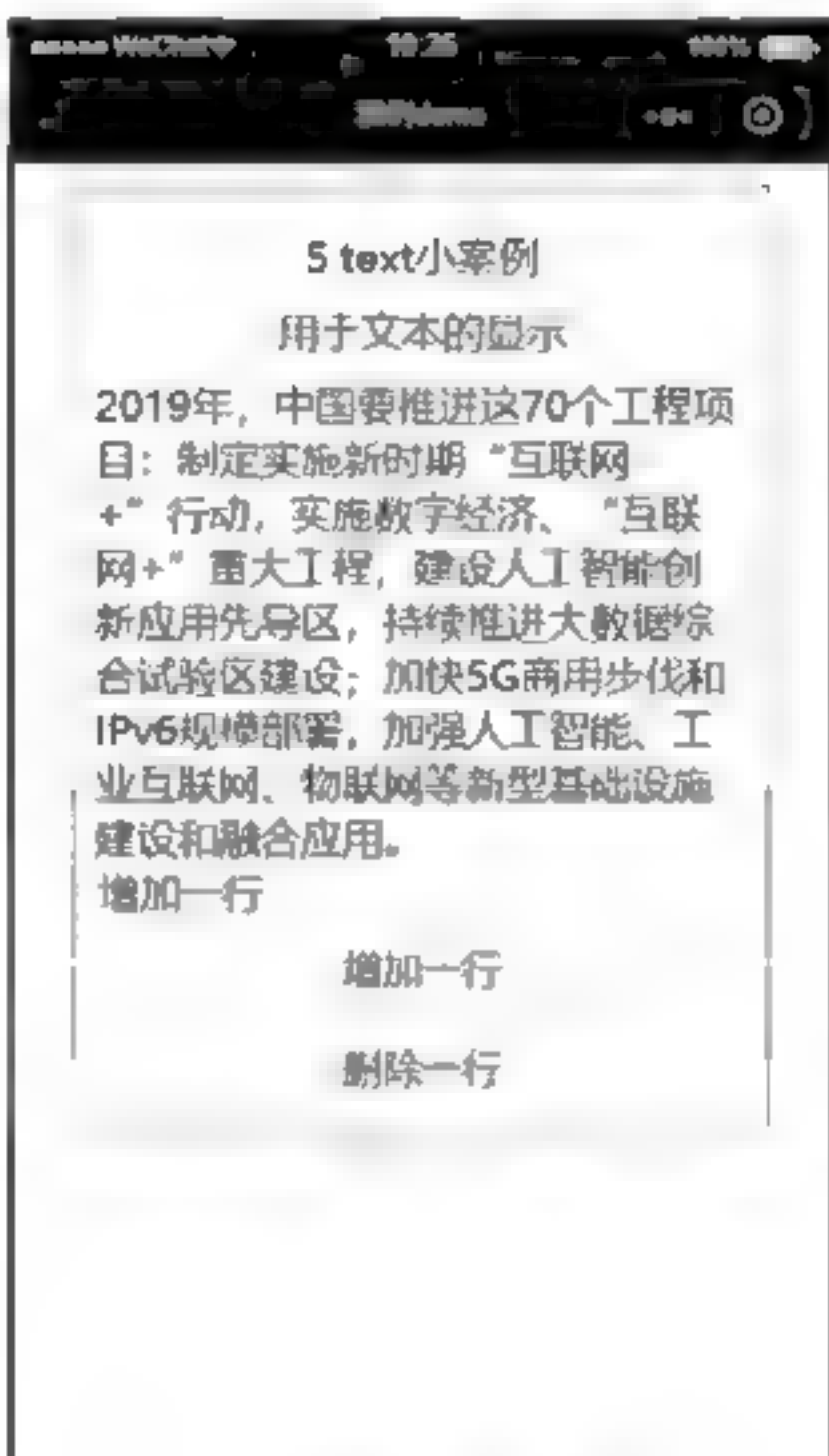 WeChat 
100%
5 text小案例
用于文本的显示
2019年，中国要推进这70个工程项
目：制定实施新时期“互联网
+”行动，实施数字经济、“互联
网+”重大工程，建设人工智能创
新应用先导区，持续推进大数据综
合试验区建设；加快5G商用步伐和
IPv6规模部署，加强人工智能、工
业互联网、物联网等新型基础设施
建设和融合应用。
增加一行
增加一行
删除一行